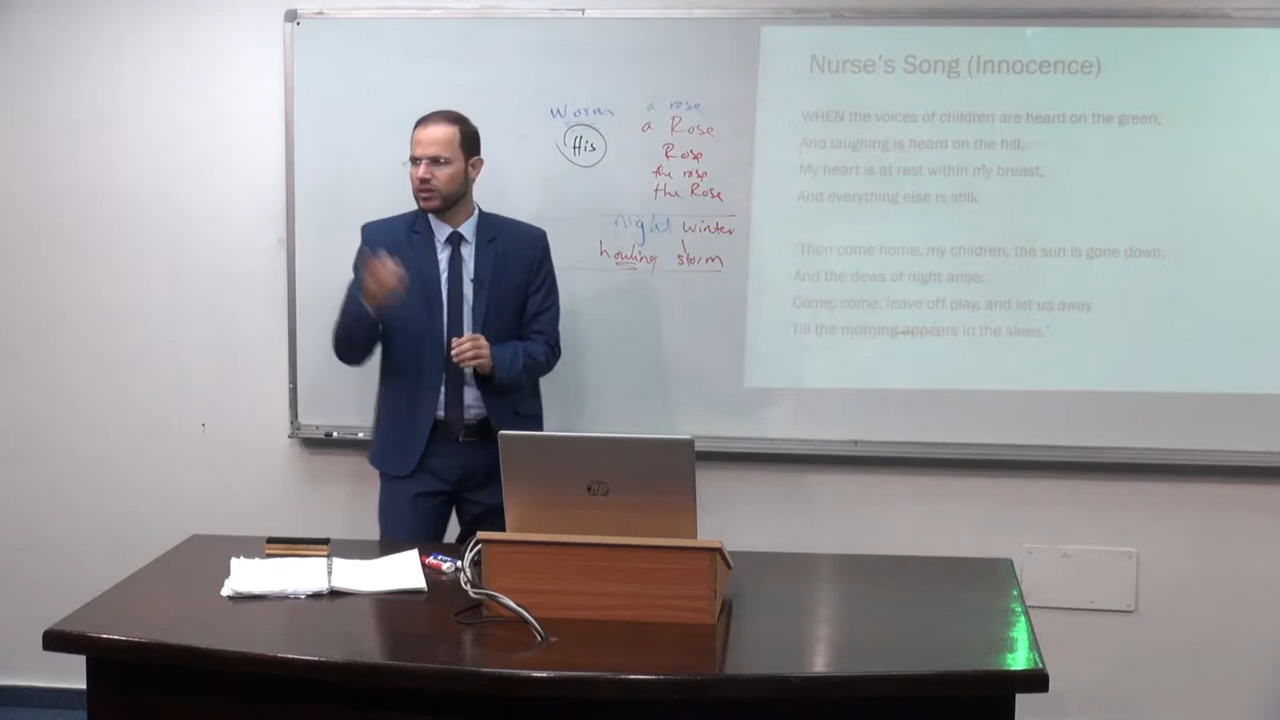 Worm a rose
His a Rose
Rose
the rose
the Rose
night winter
howling storm
Nurse's Song (Innocence)
WHEN the voices of children are heard on the green,
And laughing is heard on the hill,
My heart is at rest within my breast,
And everything else is still.
'Then come home, my children, the sun is gone down,
And the dews of night arise;
Come, come, leave off play, and let us away
Till the morning appears in the skies.'
hp